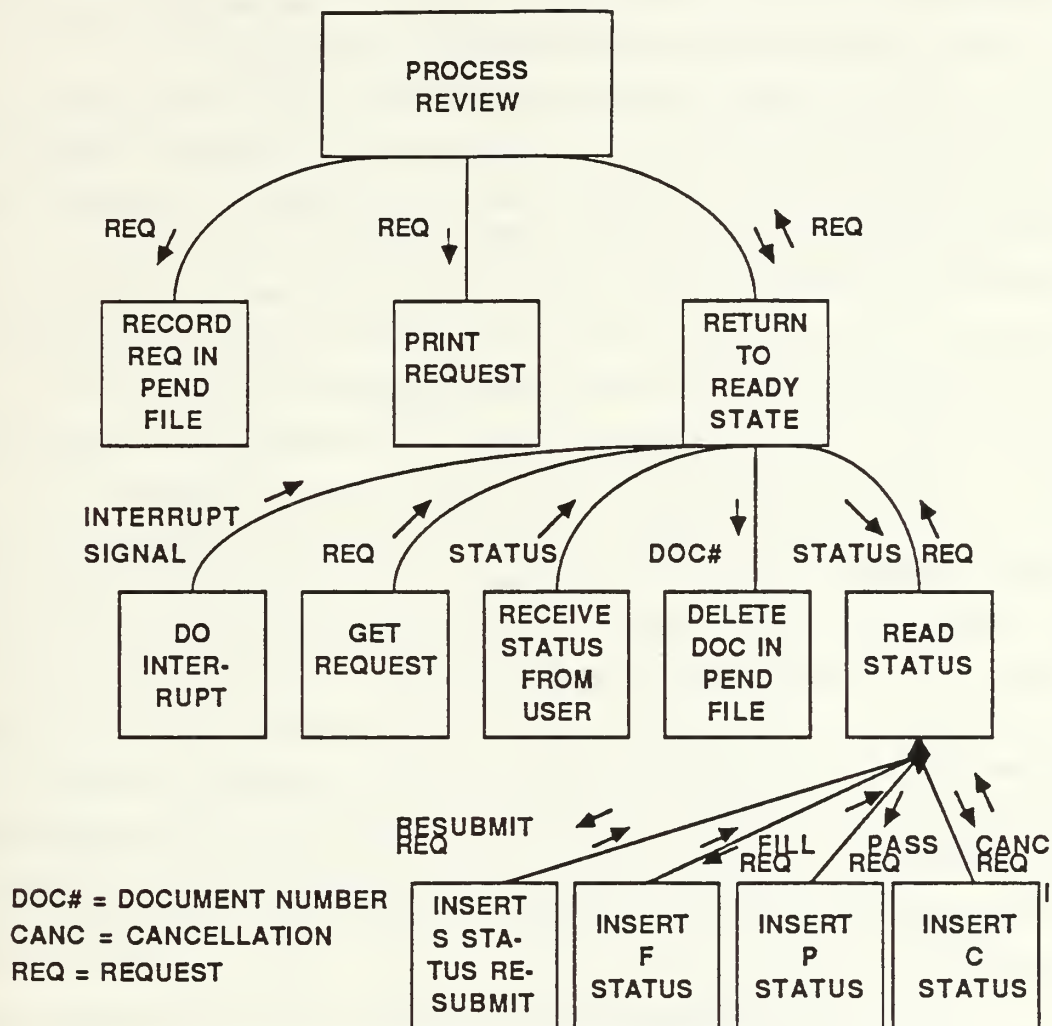 PROCESS
REVIEW
REQ
REQ
REQ
RECORD
REQ IN
PEND
FILE
PRINT
REQUEST
RETURN
TO
READY
STATE
INTERRUPT
SIGNAL
REQ
STATUS
DOC#
STATUS
REQ
DO
INTER-
RUPT
GET
REQUEST
RECEIVE
STATUS
FROM
USER
DELETE
DOC IN
PEND
FILE
READ
STATUS
RESUBMIT
REQ
FILL
REQ
PASS
REQ
CANC
REQ
DOC# = DOCUMENT NUMBER
CANC = CANCELLATION
REQ = REQUEST
INSERT
S STA-
TUS RE-
SUBMIT
INSERT
F
STATUS
INSERT
P
STATUS
INSERT
C
STATUS